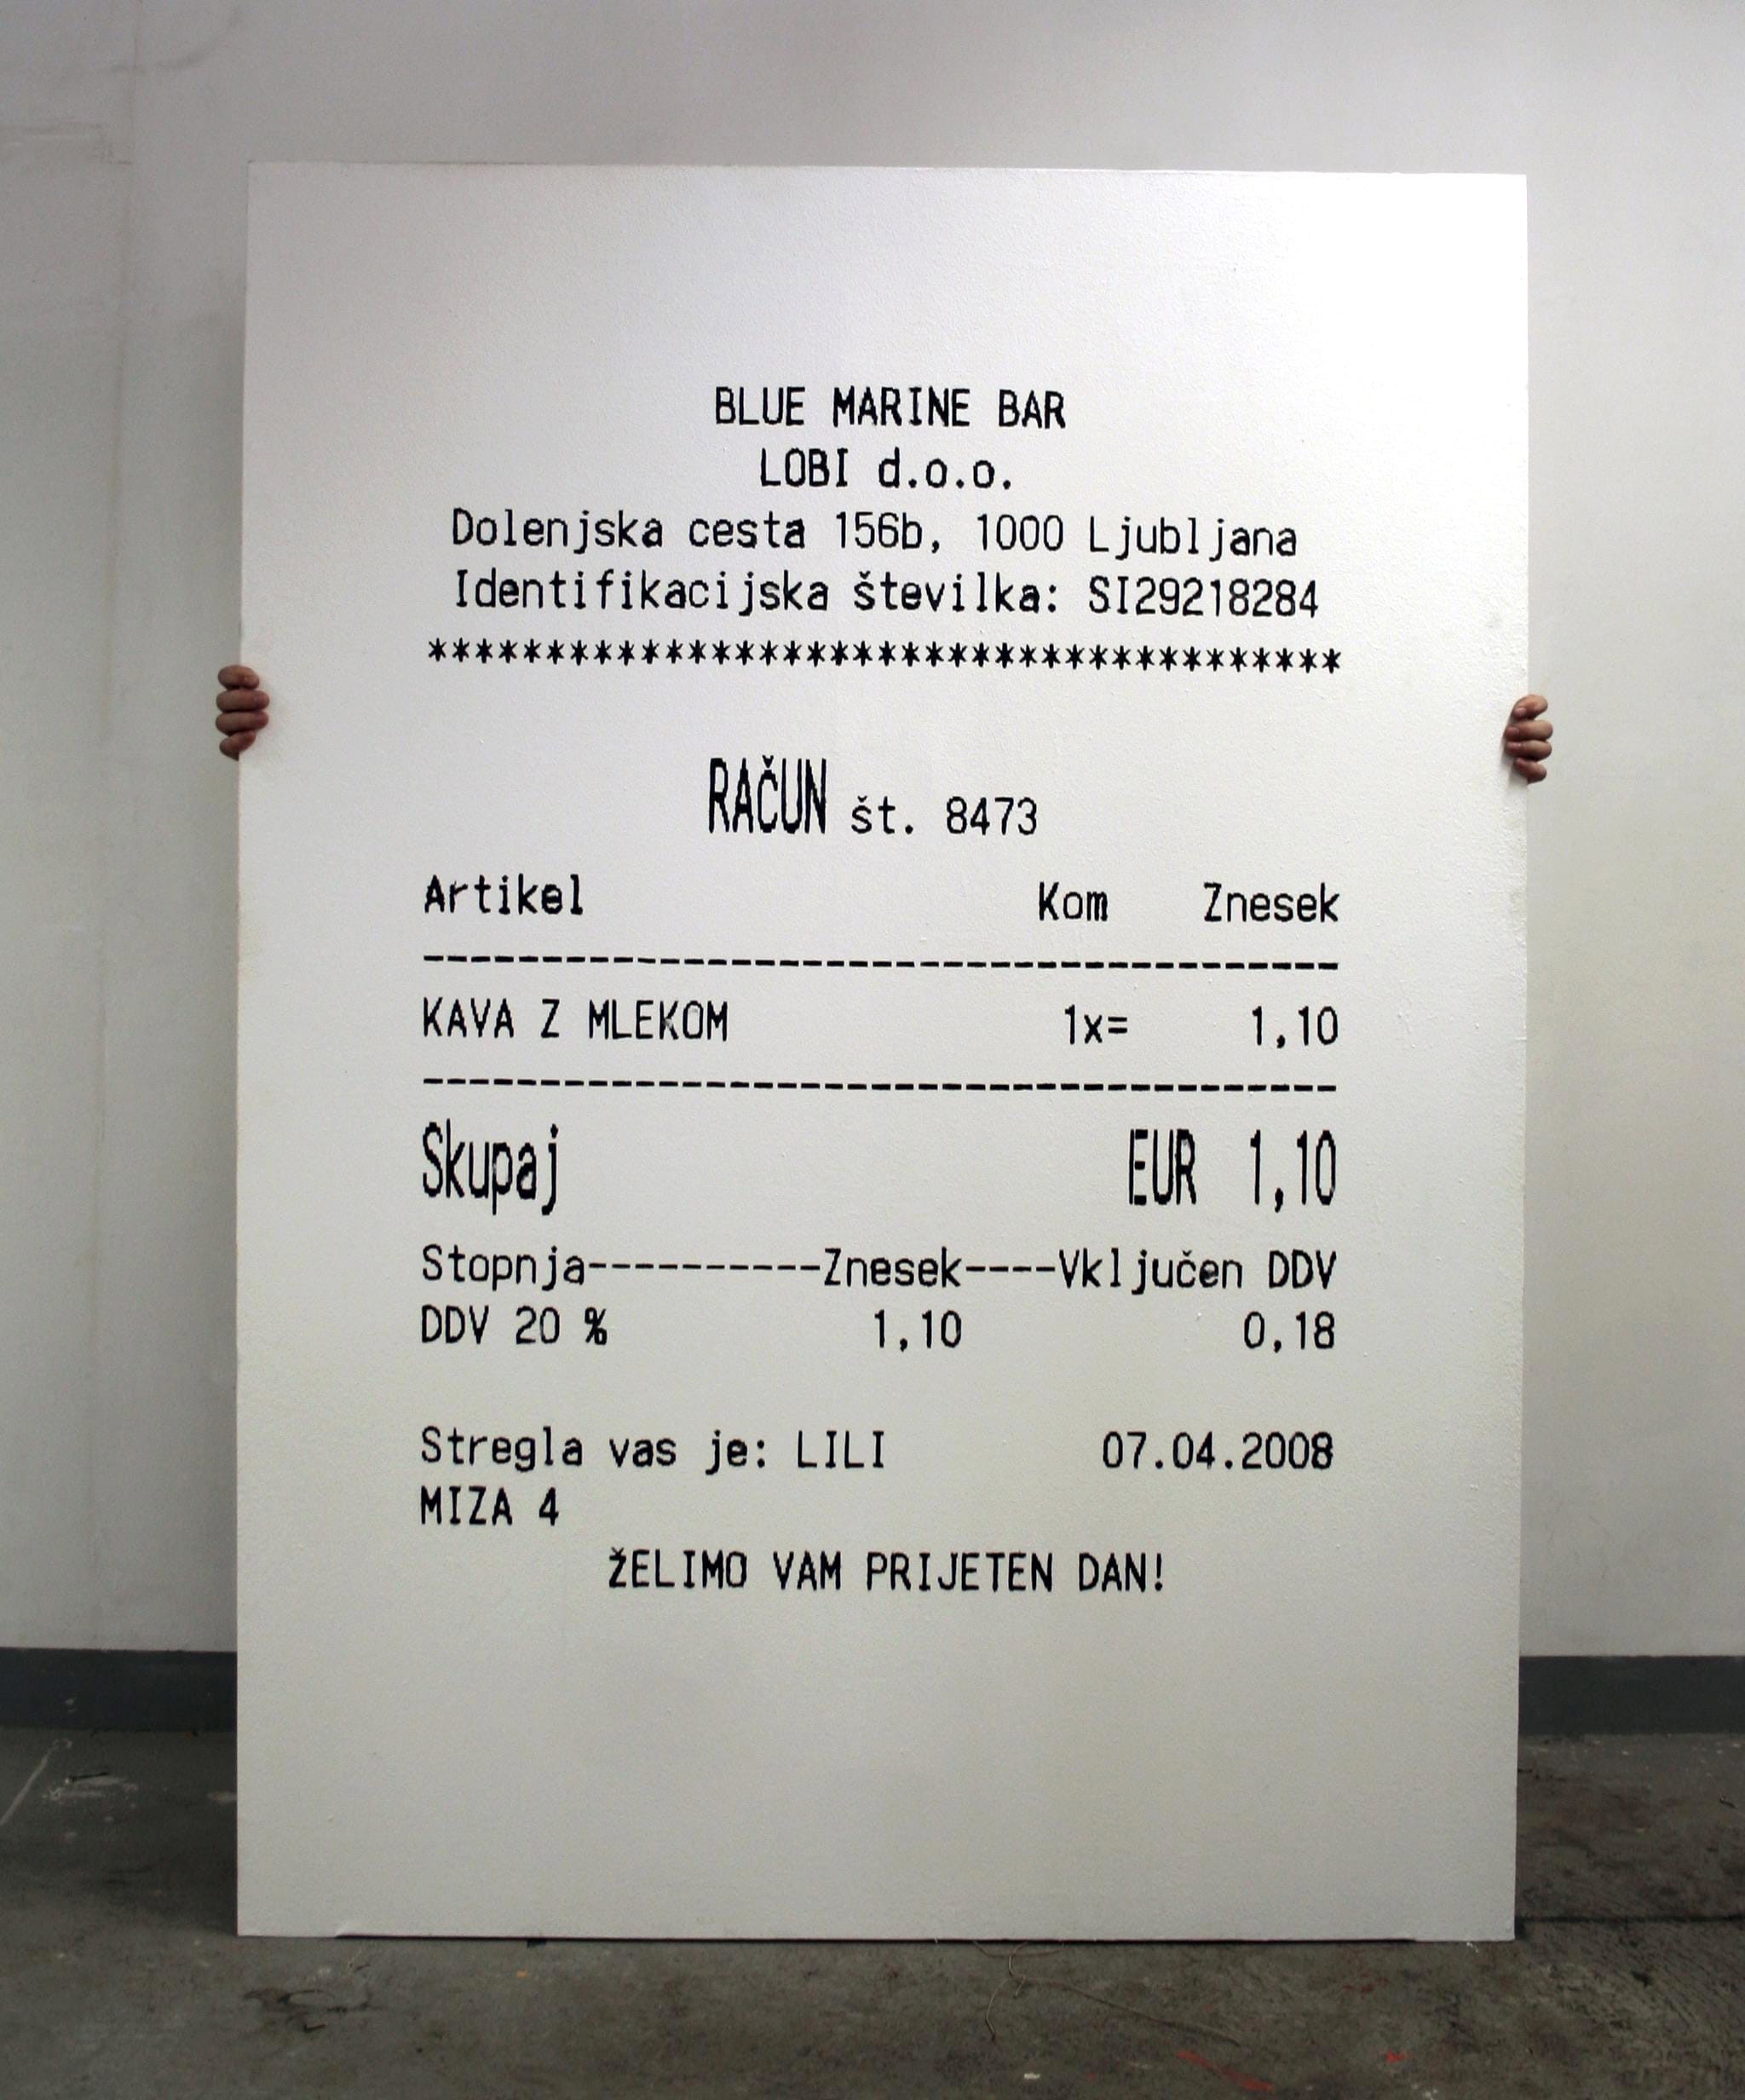 BLUE MARINE BAR
LOBI d.o.o.
Dolenjska cesta 156b, 1000 Ljubljana
Identifikacijska številka: SI29218284
***************************************
RAČUN št. 8473
Artikel Kom Znesek
---------------------------------------
KAVA Z MLEKOM 1x= 1,10
---------------------------------------
Skupaj EUR 1,10
Stopnja----------Znesek----Vključen DDV
DDV 20 % 1,10 0,18
Stregla vas je: LILI 07.04.2008
MIZA 4
ŽELIMO VAM PRIJETEN DAN!